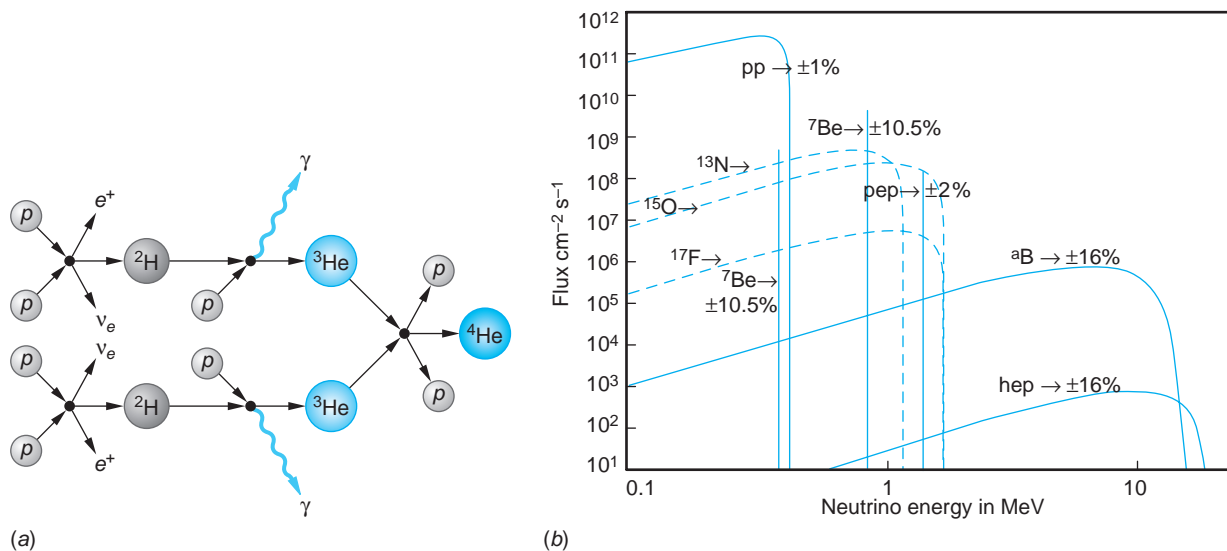 γ
p
e⁺
²H
³He
p
p
νₑ
p
⁴He
νₑ
p
p
²H
³He
p
p
e⁺
γ
(a)
Flux cm⁻² s⁻¹
10¹²
10¹¹
10¹⁰
10⁹
10⁸
10⁷
10⁶
10⁵
10⁴
10³
10²
10¹
pp → ±1%
⁷Be→ ±10.5%
¹³N→
pep→ ±2%
¹⁵O→
¹⁷F→
⁷Be→
±10.5%
ᵃB → ±16%
hep → ±16%
0.1
1
10
Neutrino energy in MeV
(b)